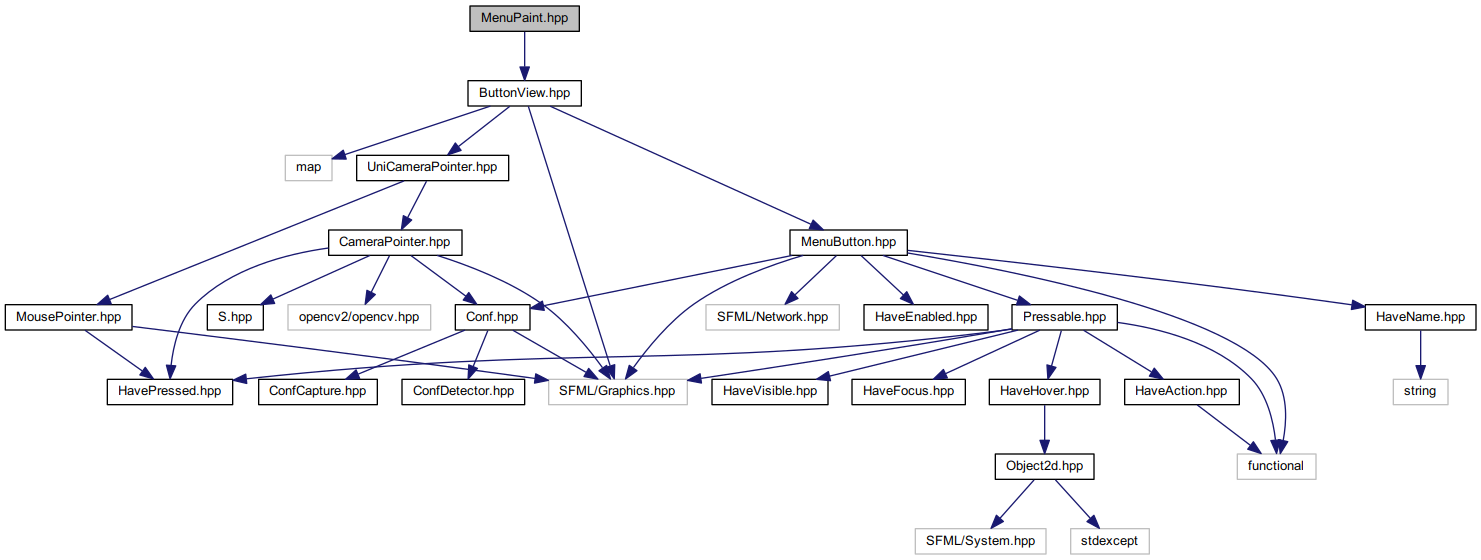 MenuPaint.hpp
ButtonView.hpp
map
UniCameraPointer.hpp
CameraPointer.hpp
MenuButton.hpp
MousePointer.hpp
S.hpp
opencv2/opencv.hpp
Conf.hpp
SFML/Network.hpp
HaveEnabled.hpp
Pressable.hpp
HaveName.hpp
HavePressed.hpp
ConfCapture.hpp
ConfDetector.hpp
SFML/Graphics.hpp
HaveVisible.hpp
HaveFocus.hpp
HaveHover.hpp
HaveAction.hpp
string
Object2d.hpp
functional
SFML/System.hpp
stdexcept